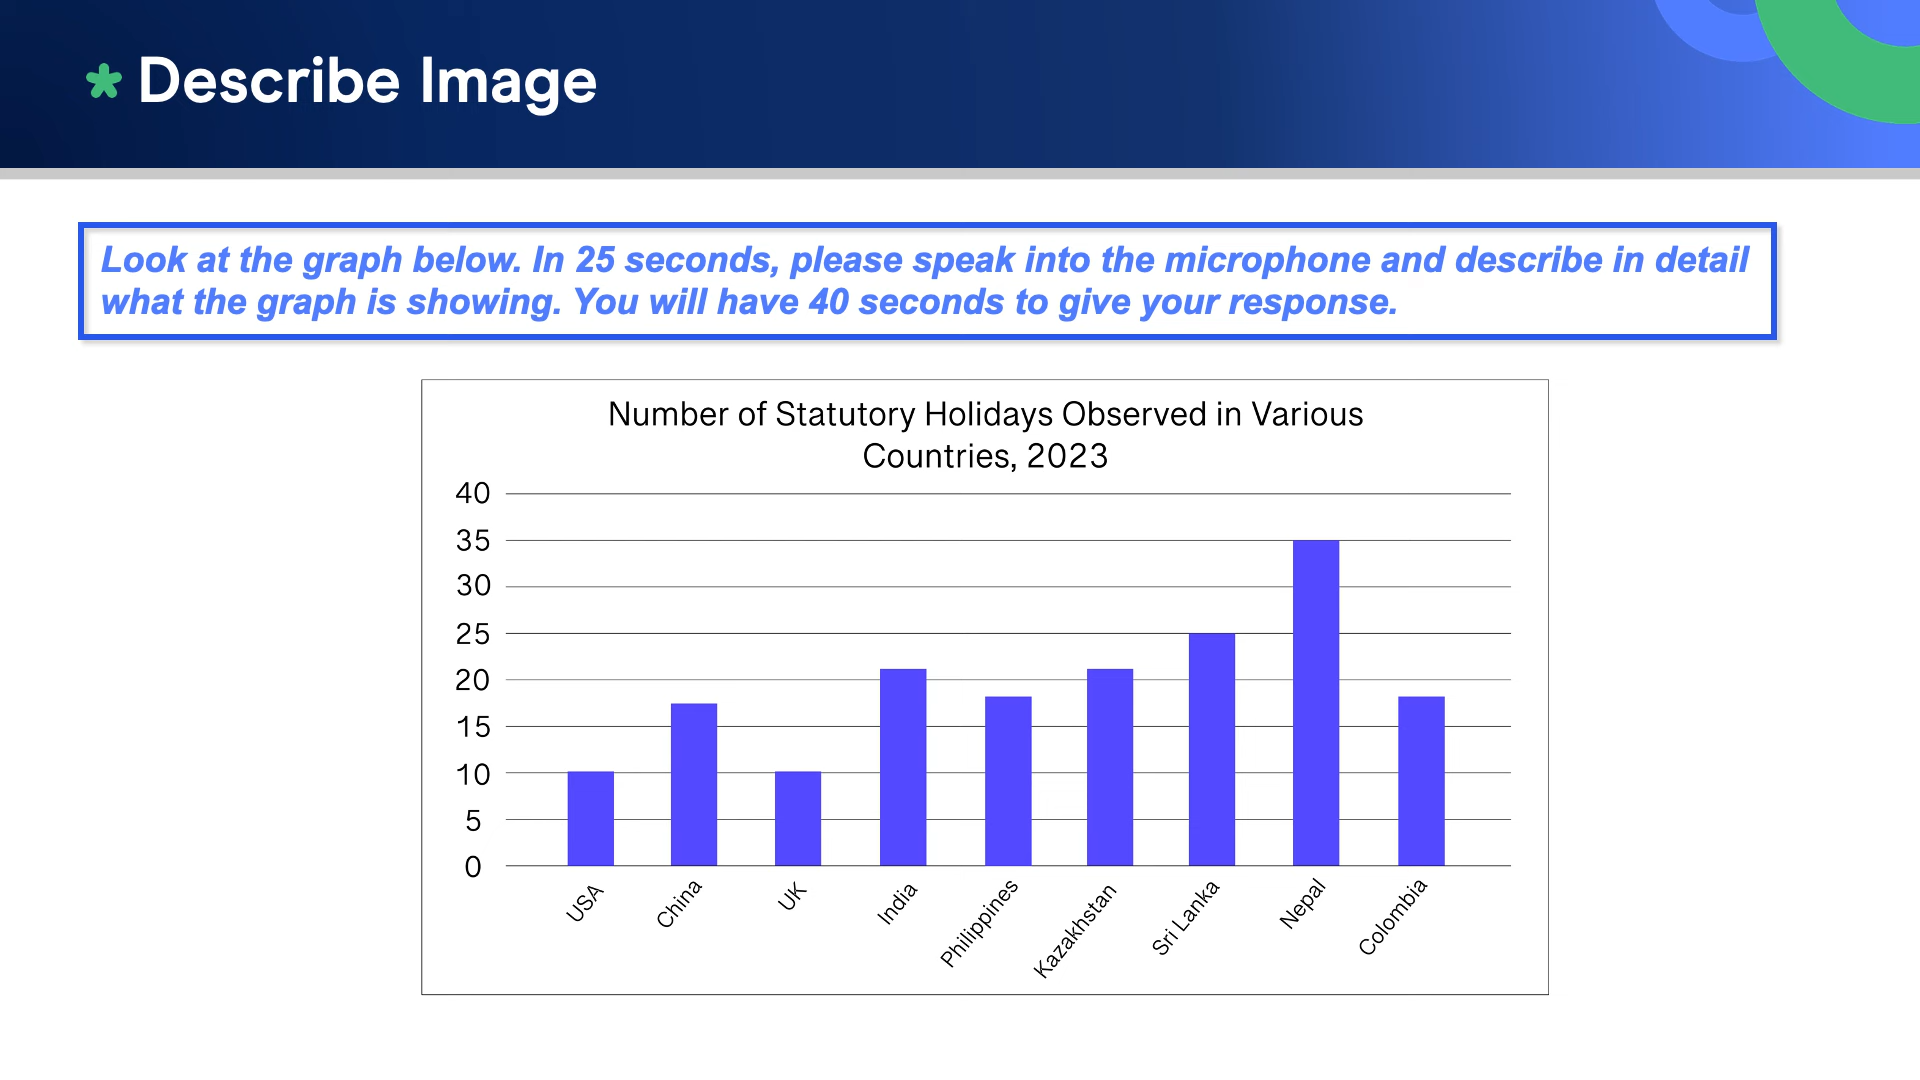 Describe Image
Look at the graph below. In 25 seconds, please speak into the microphone and describe in detail
what the graph is showing. You will have 40 seconds to give your response.
Number of Statutory Holidays Observed in Various
Countries, 2023
40
35
30
25
20
15
10
5
0
USA
China
UK
India
Philippines
Kazakhstan
Sri Lanka
Nepal
Colombia